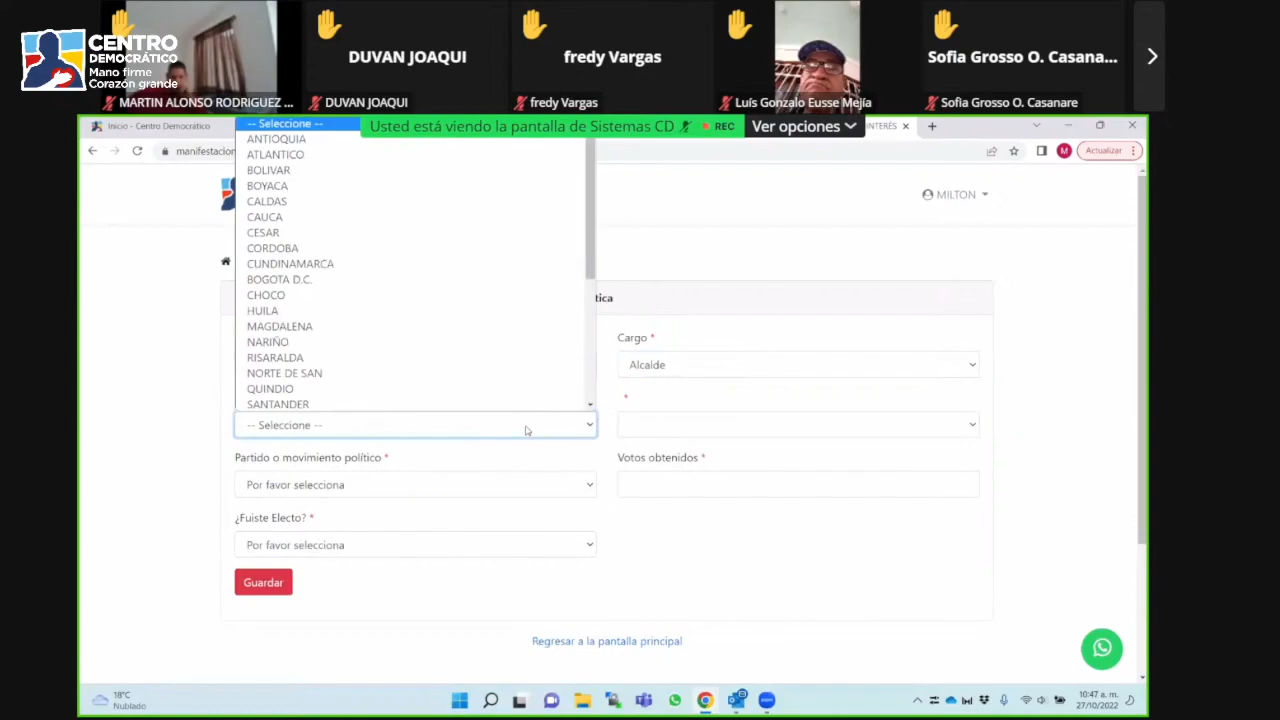 CENTRO
DEMOCRÁTICO
Mano firme
Corazón grande
DUVAN JOAQUI
fredy Vargas
Sofia Grosso O. Casana...
MARTIN ALONSO RODRIGUEZ ...
DUVAN JOAQUI
fredy Vargas
Luís Gonzalo Eusse Mejía
Sofia Grosso O. Casanare
Inicio - Centro Democrático
Usted está viendo la pantalla de Sistemas CD
REC
Ver opciones
INTERÉS
manifestacion
M
Actualizar
-- Seleccione --
ANTIOQUIA
ATLANTICO
BOLIVAR
BOYACA
CALDAS
CAUCA
CESAR
CORDOBA
CUNDINAMARCA
BOGOTA D.C.
CHOCO
HUILA
MAGDALENA
NARIÑO
RISARALDA
NORTE DE SAN
QUINDIO
SANTANDER
MILTON
tica
Cargo *
Alcalde
*
-- Seleccione --
Partido o movimiento político *
Votos obtenidos *
Por favor selecciona
¿Fuiste Electo? *
Por favor selecciona
Guardar
Regresar a la pantalla principal
18°C
Nublado
10:47 a. m.
27/10/2022